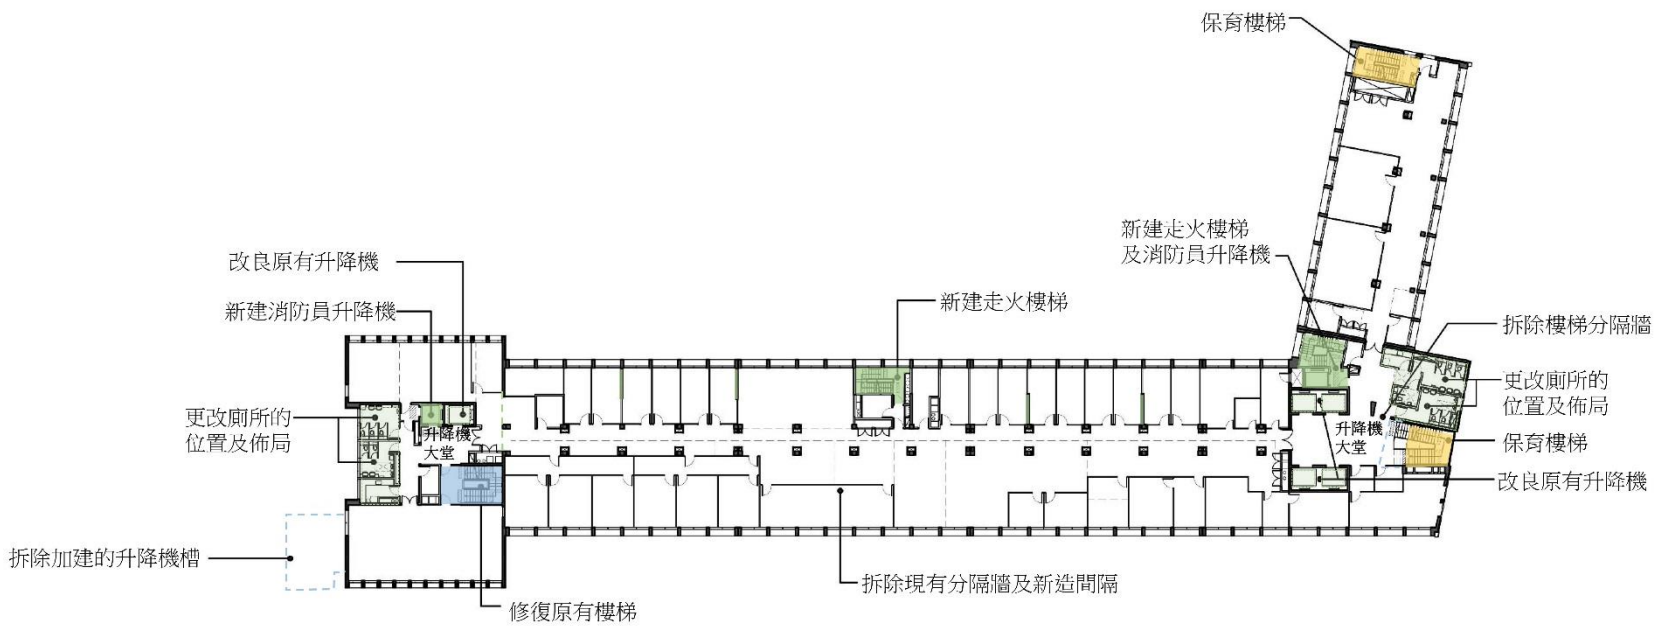 保育樓梯
新建走火樓梯
及消防員升降機
改良原有升降機
新建消防員升降機
新建走火樓梯
拆除樓梯分隔牆
更改廁所的
位置及佈局
更改廁所的
位置及佈局
升降機
大堂
升降機
大堂
保育樓梯
改良原有升降機
拆除加建的升降機槽
拆除現有分隔牆及新造間隔
修復原有樓梯